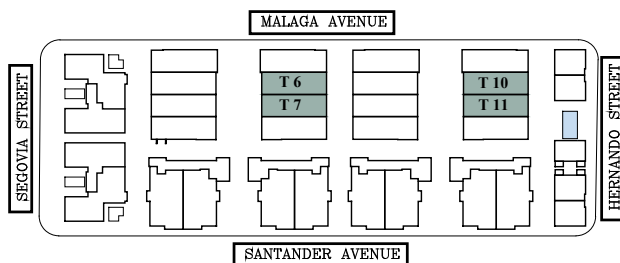 MALAGA AVENUE
SEGOVIA STREET
HERNANDO STREET
T 6
T 10
T 7
T 11
SANTANDER AVENUE